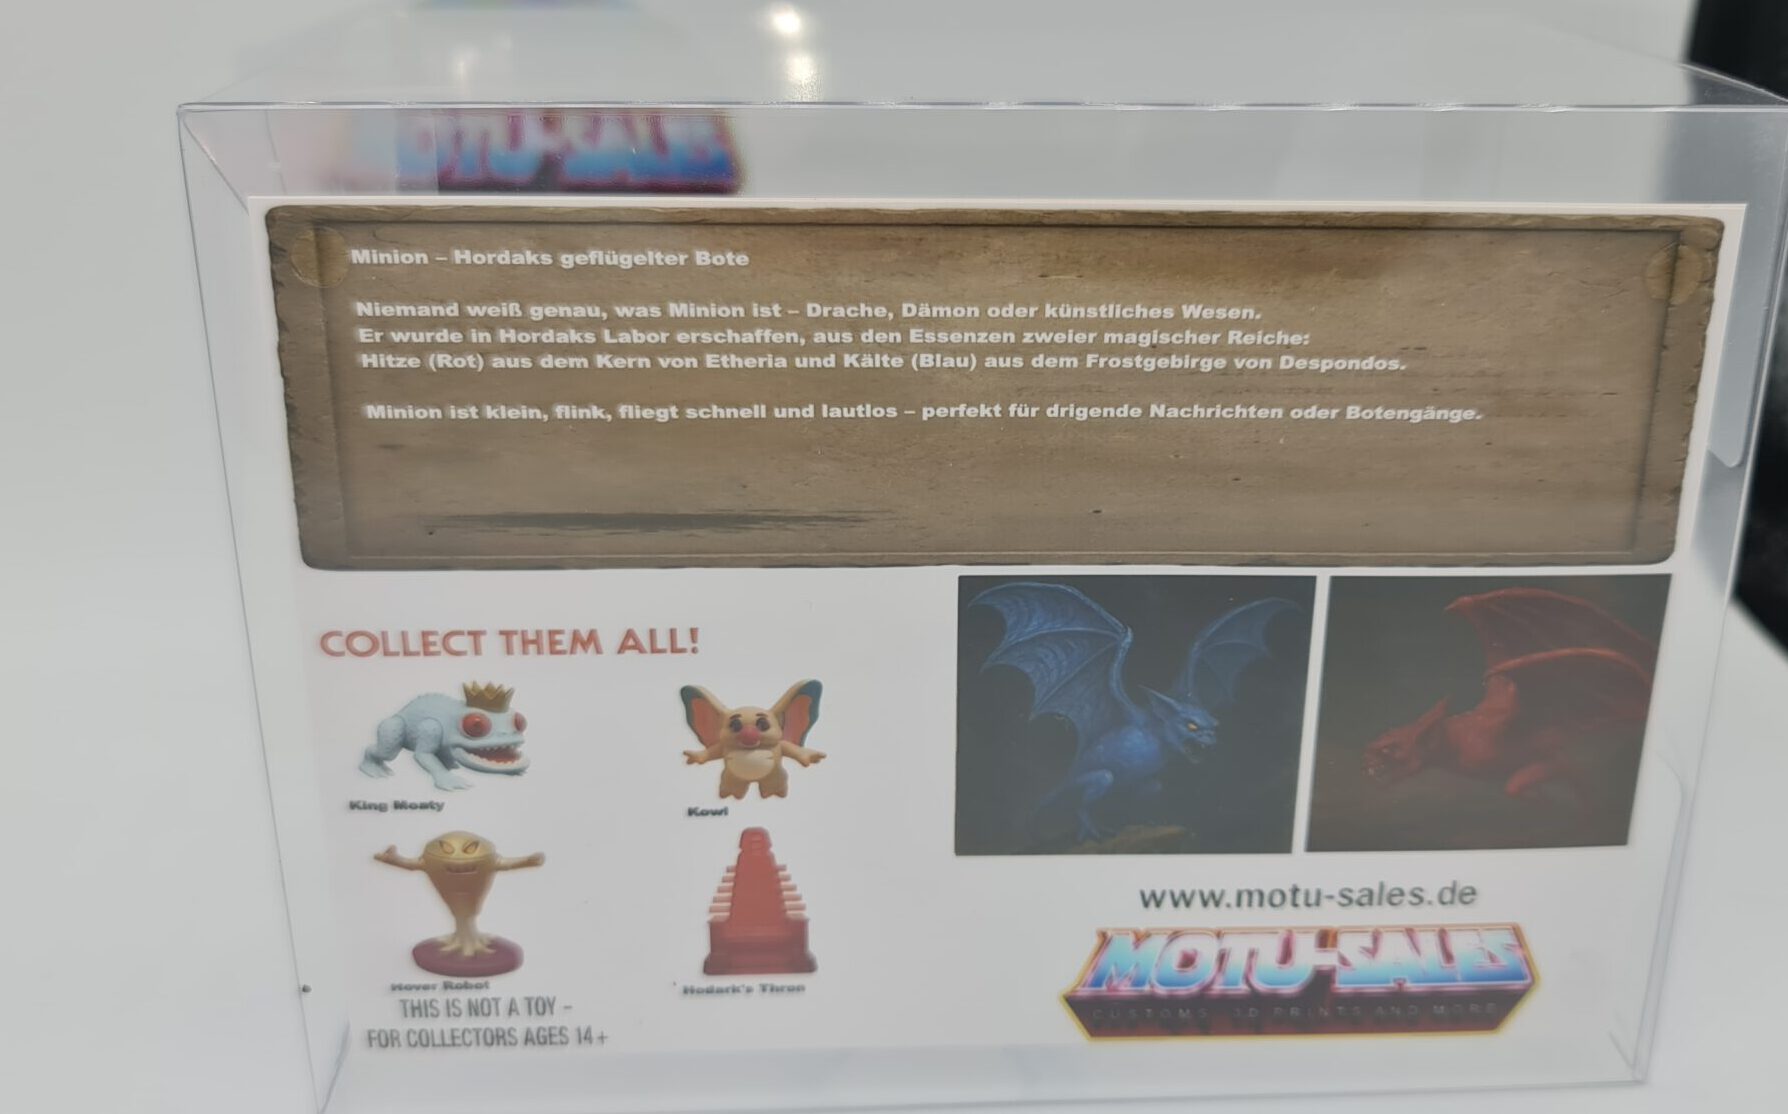 MOTU-SALES
Minion – Hordaks geflügelter Bote
Niemand weiß genau, was Minion ist – Drache, Dämon oder künstliches Wesen.
Er wurde in Hordaks Labor erschaffen, aus den Essenzen zweier magischer Reiche:
Hitze (Rot) aus dem Kern von Etheria und Kälte (Blau) aus dem Frostgebirge von Despondos.
Minion ist klein, flink, fliegt schnell und lautlos – perfekt für drigende Nachrichten oder Botengänge.
COLLECT THEM ALL!
King Moaty
Kowl
Hover Robot
Hodark's Thron
THIS IS NOT A TOY –
FOR COLLECTORS AGES 14+
www.motu-sales.de
MOTU-SALES
CUSTOMS, 3D PRINTS AND MORE